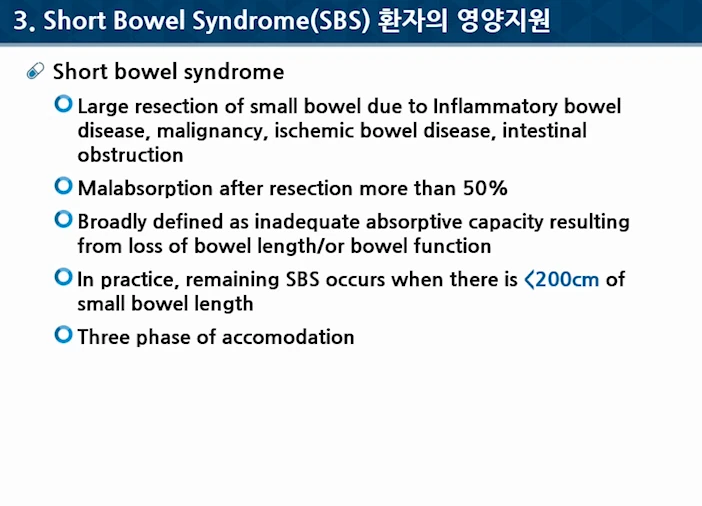 3. Short Bowel Syndrome(SBS) 환자의 영양지원
Short bowel syndrome
Large resection of small bowel due to Inflammatory bowel
disease, malignancy, ischemic bowel disease, intestinal
obstruction
Malabsorption after resection more than 50%
Broadly defined as inadequate absorptive capacity resulting
from loss of bowel length/or bowel function
In practice, remaining SBS occurs when there is <200cm of
small bowel length
Three phase of accomodation